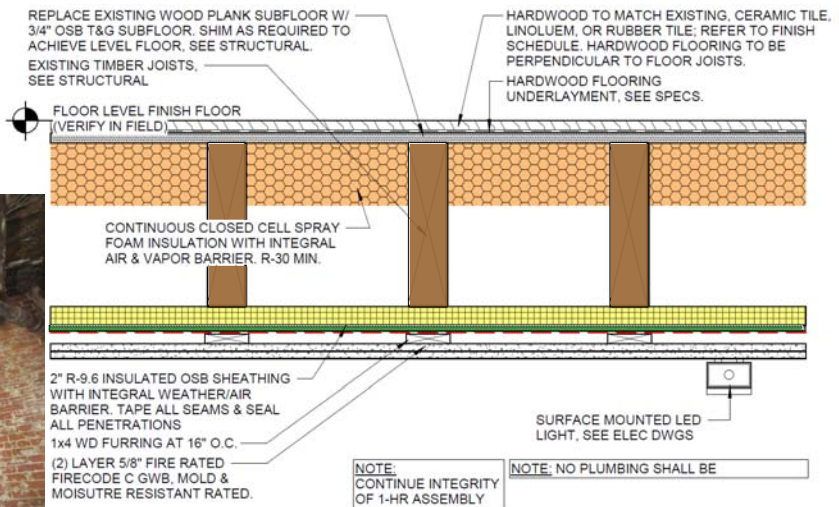 REPLACE EXISTING WOOD PLANK SUBFLOOR W/
3/4" OSB T&G SUBFLOOR. SHIM AS REQUIRED TO
ACHIEVE LEVEL FLOOR, SEE STRUCTURAL.
EXISTING TIMBER JOISTS,
SEE STRUCTURAL
FLOOR LEVEL FINISH FLOOR
(VERIFY IN FIELD)
HARDWOOD TO MATCH EXISTING, CERAMIC TILE,
LINOLUEM, OR RUBBER TILE; REFER TO FINISH
SCHEDULE. HARDWOOD FLOORING TO BE
PERPENDICULAR TO FLOOR JOISTS.
HARDWOOD FLOORING
UNDERLAYMENT, SEE SPECS.
CONTINUOUS CLOSED CELL SPRAY
FOAM INSULATION WITH INTEGRAL
AIR & VAPOR BARRIER. R-30 MIN.
2" R-9.6 INSULATED OSB SHEATHING
WITH INTEGRAL WEATHER/AIR
BARRIER. TAPE ALL SEAMS & SEAL
ALL PENETRATIONS
1x4 WD FURRING AT 16" O.C.
(2) LAYER 5/8" FIRE RATED
FIRECODE C GWB, MOLD &
MOISUTRE RESISTANT RATED.
SURFACE MOUNTED LED
LIGHT, SEE ELEC DWGS
NOTE:
CONTINUE INTEGRITY
OF 1-HR ASSEMBLY
NOTE: NO PLUMBING SHALL BE